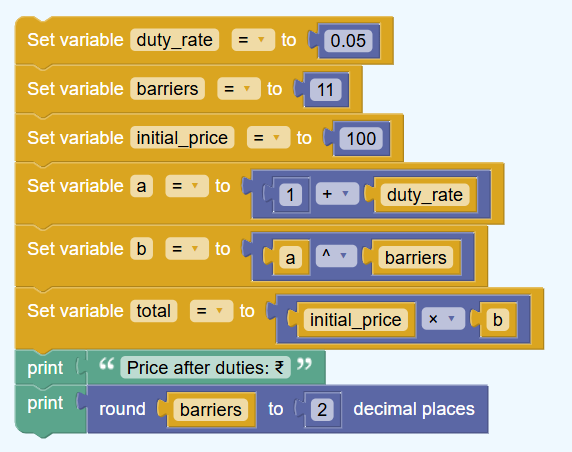 Set variable duty_rate = to 0.05
Set variable barriers = to 11
Set variable initial_price = to 100
Set variable a = to 1 + duty_rate
Set variable b = to a ^ barriers
Set variable total = to initial_price × b
print “ Price after duties: ₹ ”
print round barriers to 2 decimal places